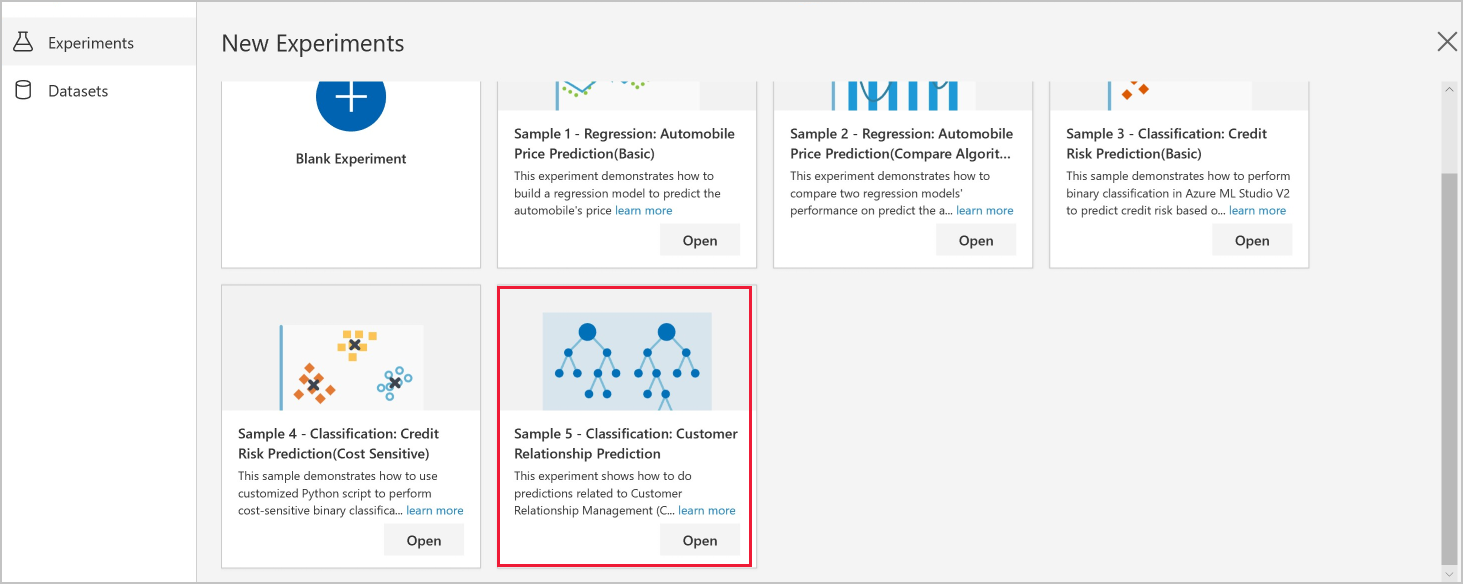 Experiments
Datasets
New Experiments
Blank Experiment
Sample 1 - Regression: Automobile
Price Prediction(Basic)
This experiment demonstrates how to
build a regression model to predict the
automobile's price learn more
Open
Sample 2 - Regression: Automobile
Price Prediction(Compare Algorit...
This experiment demonstrates how to
compare two regression models'
performance on predict the a... learn more
Open
Sample 3 - Classification: Credit
Risk Prediction(Basic)
This sample demonstrates how to perform
binary classification in Azure ML Studio V2
to predict credit risk based o... learn more
Open
Sample 4 - Classification: Credit
Risk Prediction(Cost Sensitive)
This sample demonstrates how to use
customized Python script to perform
cost-sensitive binary classifica... learn more
Open
Sample 5 - Classification: Customer
Relationship Prediction
This experiment shows how to do
predictions related to Customer
Relationship Management (C... learn more
Open